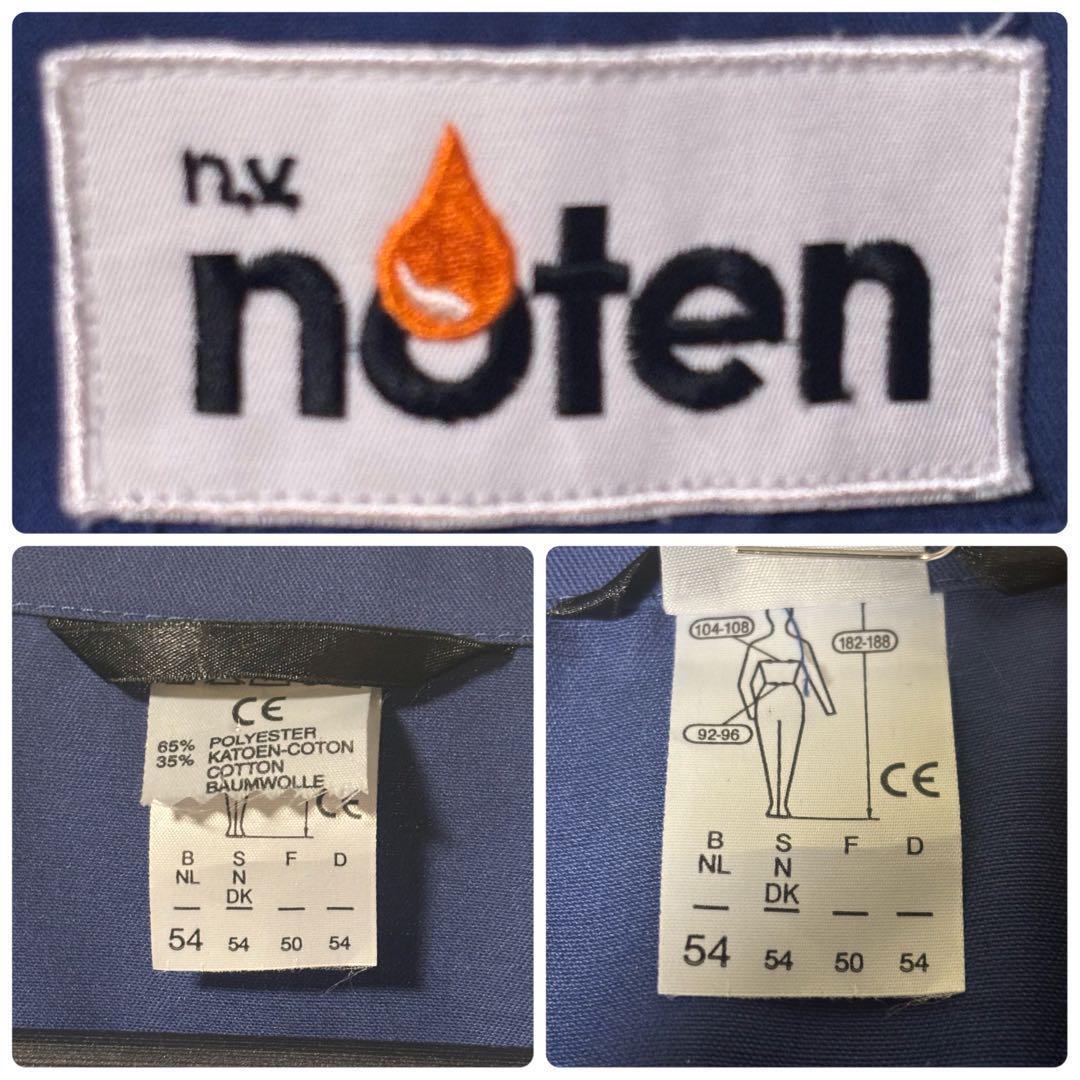 n.v.
noten
CE
65% POLYESTER
35% KATOEN-COTON
COTTON
BAUMWOLLE
CE
B S F D
NL N
DK
54 54 50 54
104-108
182-188
92-96
CE
B S F D
NL N
DK
54 54 50 54